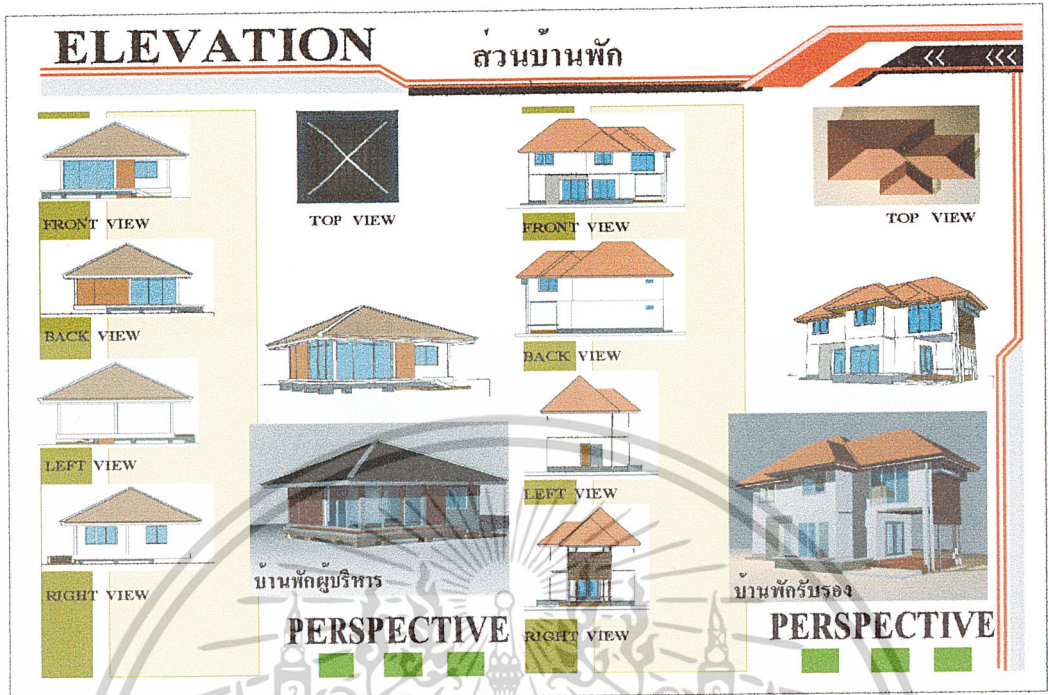 ELEVATION
ส่วนบ้านพัก
FRONT VIEW
TOP VIEW
BACK VIEW
LEFT VIEW
RIGHT VIEW
บ้านพักผู้บริหาร
PERSPECTIVE
FRONT VIEW
TOP VIEW
BACK VIEW
LEFT VIEW
RIGHT VIEW
บ้านพักรับรอง
PERSPECTIVE